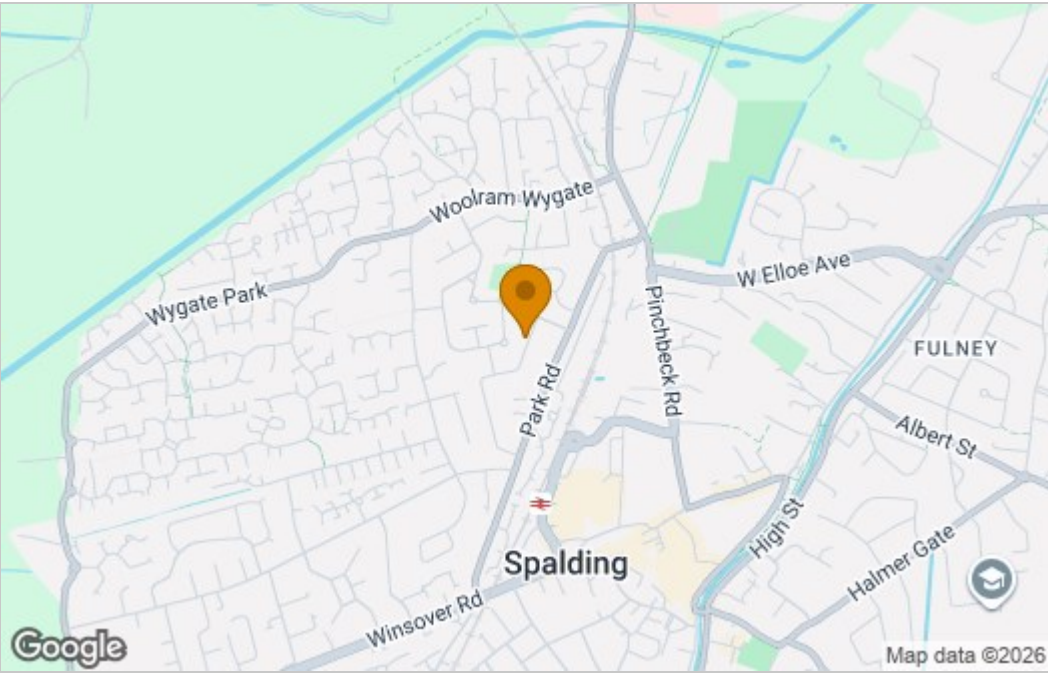 Woolram Wygate
W Elloe Ave
Wygate Park
Pinchbeck Rd
FULNEY
Park Rd
Albert St
High St
Spalding
Halmer Gate
Winsover Rd
Google
Map data ©2026